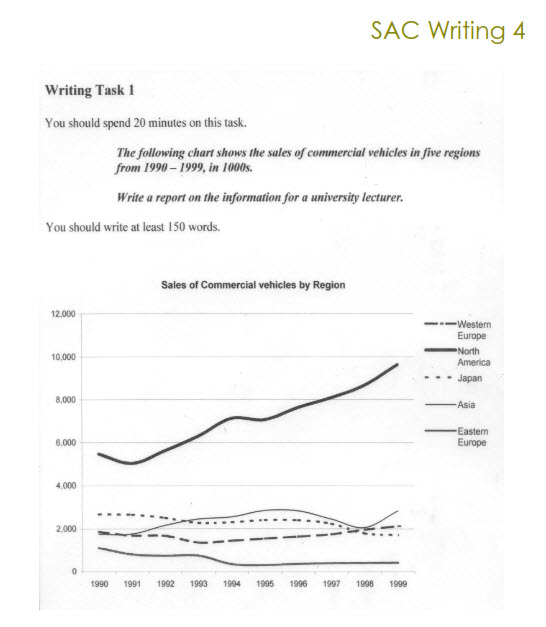 SAC Writing 4
Writing Task 1
You should spend 20 minutes on this task.
The following chart shows the sales of commercial vehicles in five regions
from 1990 – 1999, in 1000s.
Write a report on the information for a university lecturer.
You should write at least 150 words.
Sales of Commercial vehicles by Region
12,000
10,000
8,000
6,000
4,000
2,000
0
1990 1991 1992 1993 1994 1995 1996 1997 1998 1999
Western
Europe
North
America
Japan
Asia
Eastern
Europe